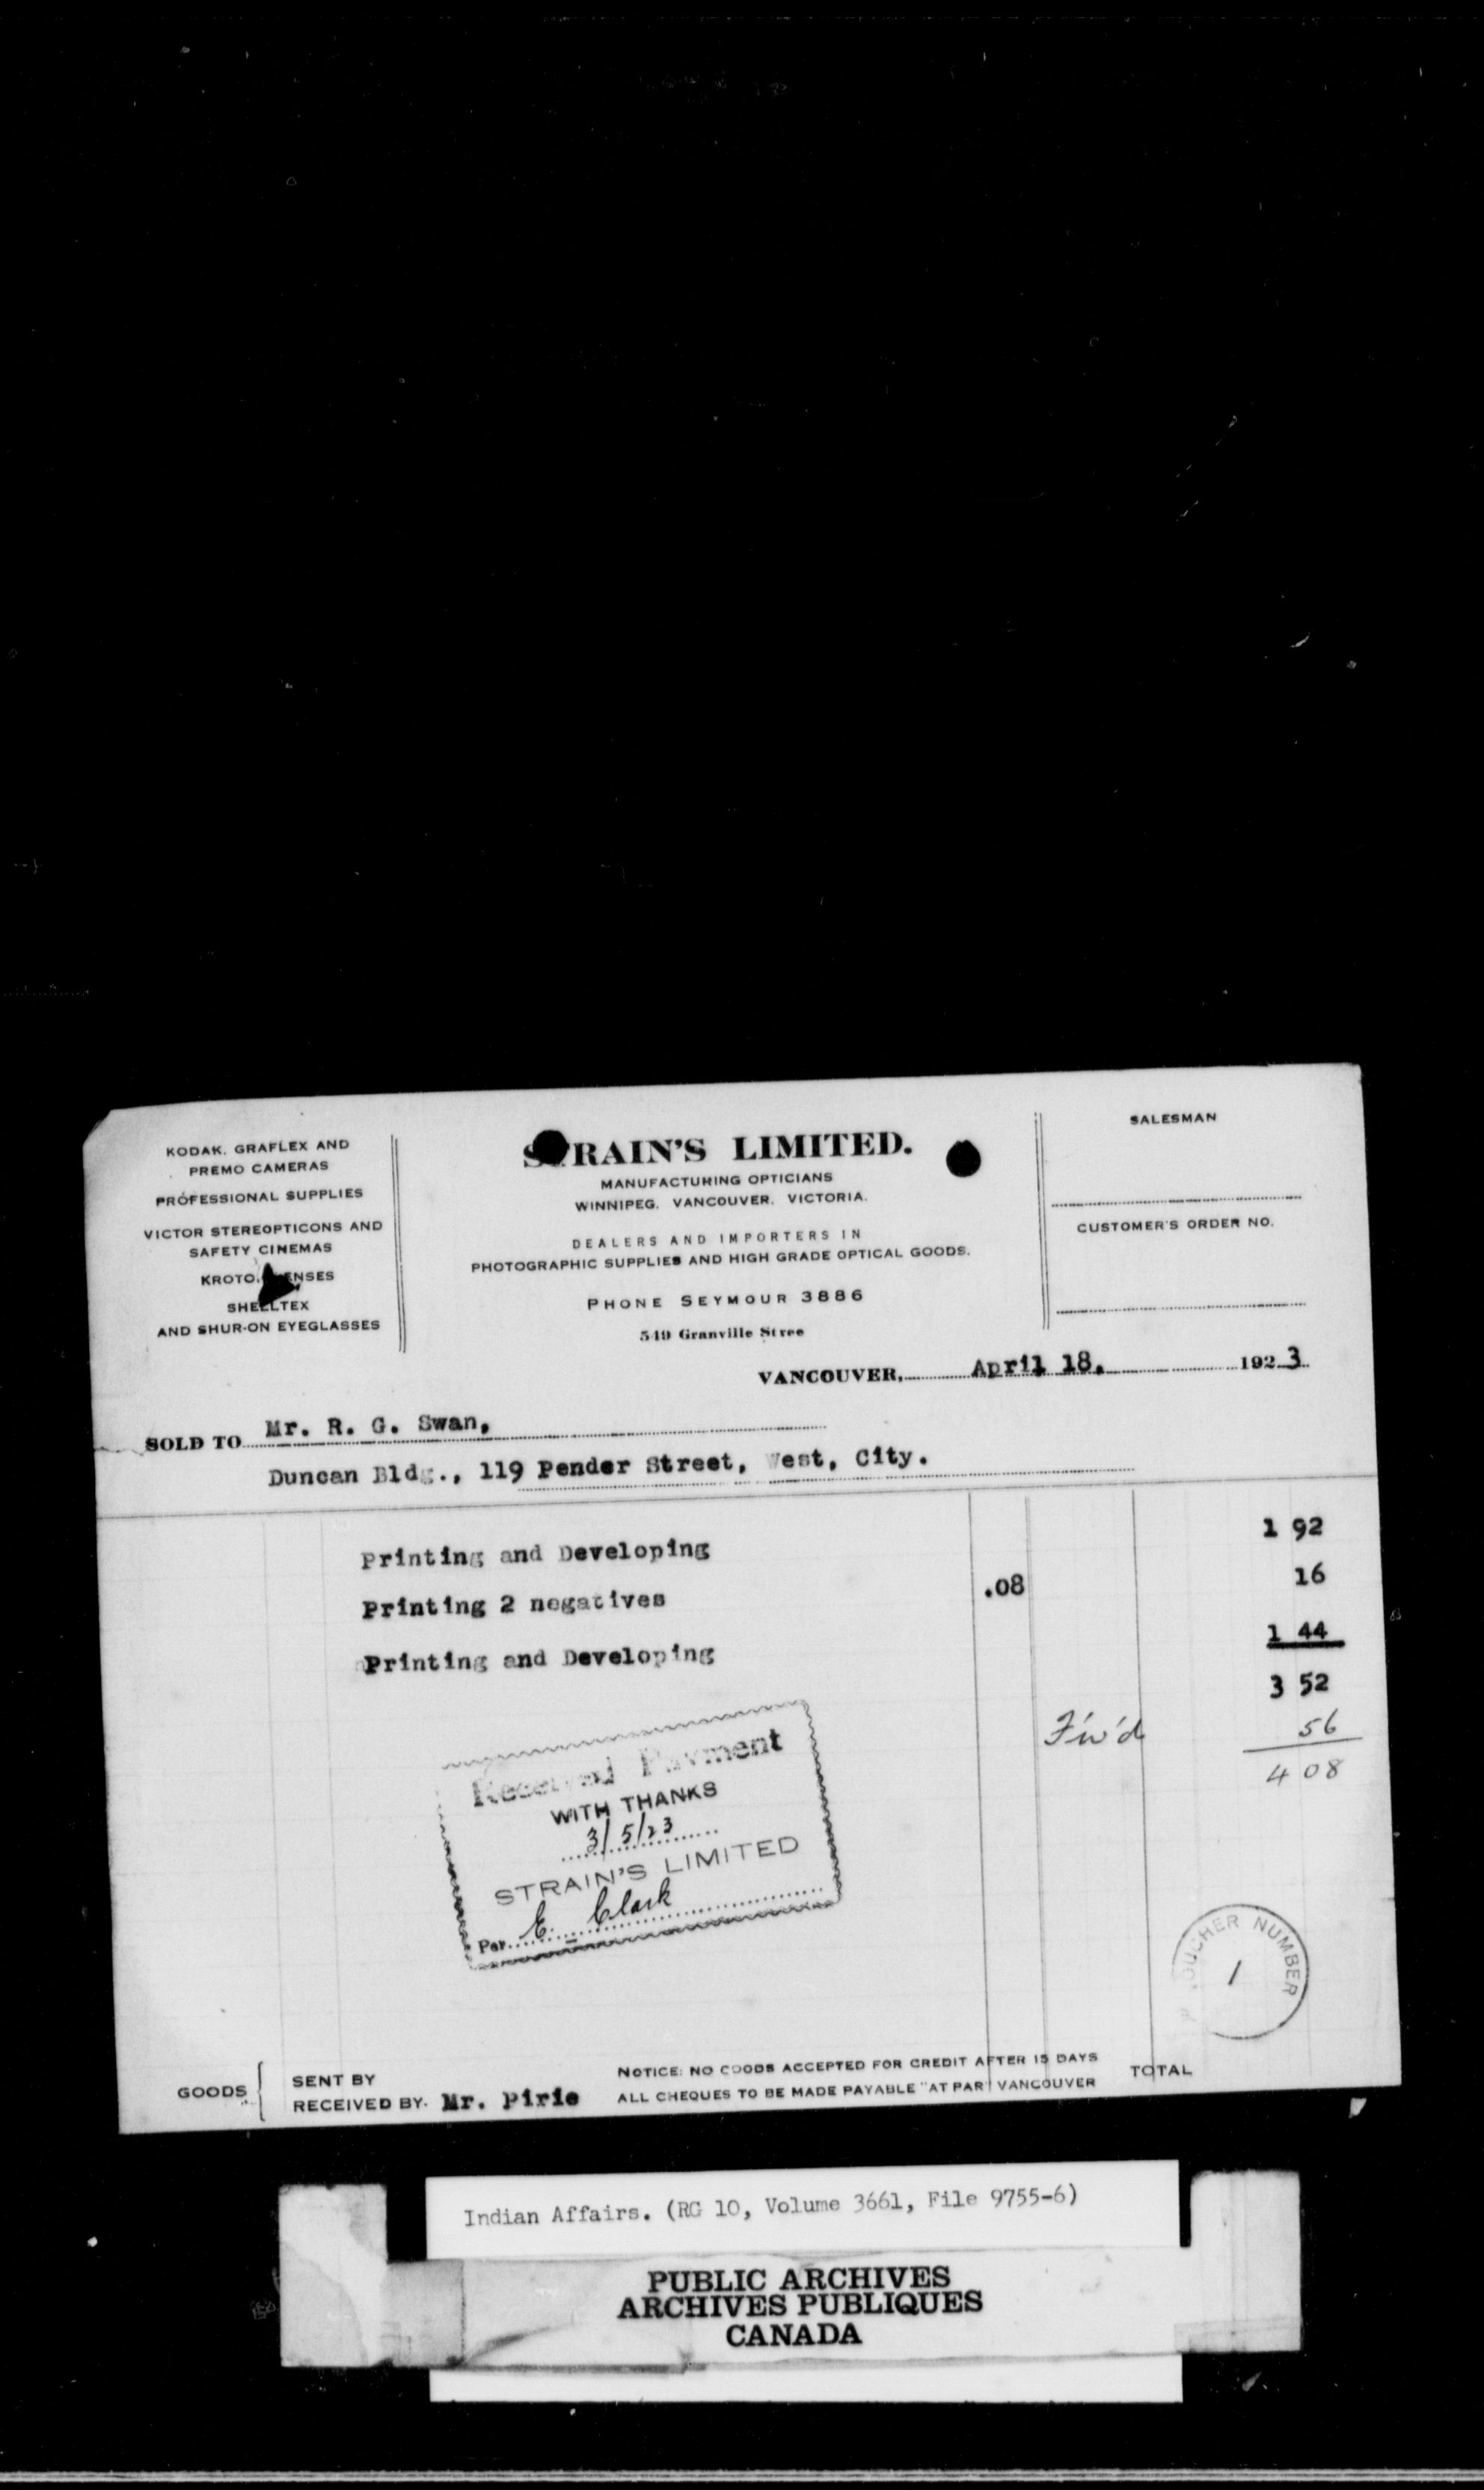 KODAK, GRAFLEX AND
PREMO CAMERAS
PROFESSIONAL SUPPLIES
VICTOR STEREOPTICONS AND
SAFETY CINEMAS
KROTO ENSES
SHELLTEX
AND SHUR-ON EYEGLASSES
STRAIN'S LIMITED.
MANUFACTURING OPTICIANS
WINNIPEG, VANCOUVER, VICTORIA.
DEALERS AND IMPORTERS IN
PHOTOGRAPHIC SUPPLIES AND HIGH GRADE OPTICAL GOODS.
PHONE SEYMOUR 3886
549 Granville Stree
SALESMAN
CUSTOMER'S ORDER NO.
VANCOUVER, April 18, 1923
SOLD TO Mr. R. G. Swan,
Duncan Bldg., 119 Pender Street, West, City.
Printing and Developing 1 92
Printing 2 negatives .08 16
Printing and Developing 1 44
3 52
F'w'd 56
4 08
Received Payment
WITH THANKS
3/5/23
STRAIN'S LIMITED
Per E. Clark
VOUCHER NUMBER
1
GOODS
SENT BY
RECEIVED BY. Mr. Pirie
NOTICE: NO GOODS ACCEPTED FOR CREDIT AFTER 15 DAYS
ALL CHEQUES TO BE MADE PAYABLE "AT PAR" VANCOUVER
TOTAL
Indian Affairs. (RG 10, Volume 3661, File 9755-6)
PUBLIC ARCHIVES
ARCHIVES PUBLIQUES
CANADA